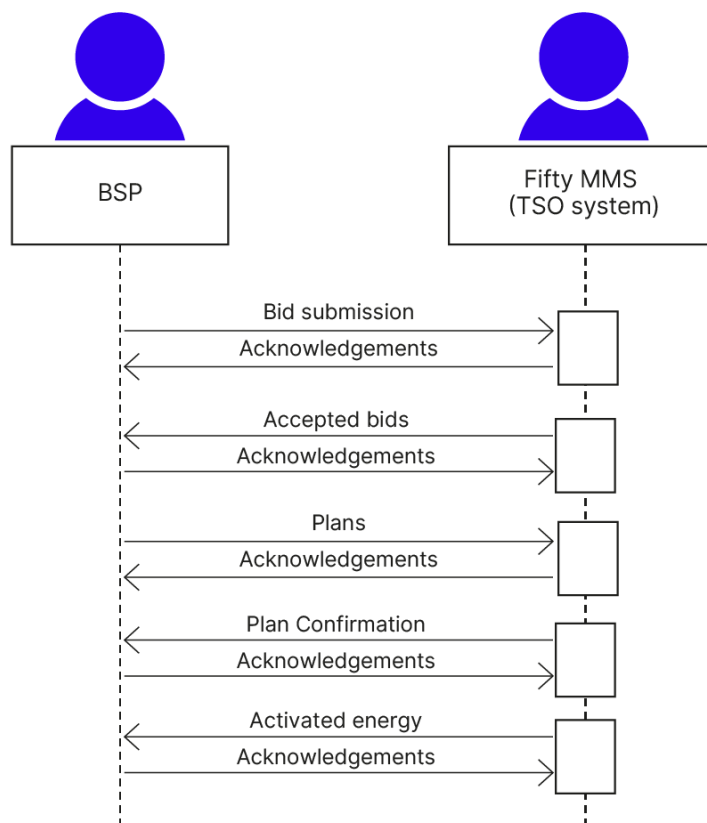 BSP
Fifty MMS
(TSO system)
Bid submission
Acknowledgements
Accepted bids
Acknowledgements
Plans
Acknowledgements
Plan Confirmation
Acknowledgements
Activated energy
Acknowledgements